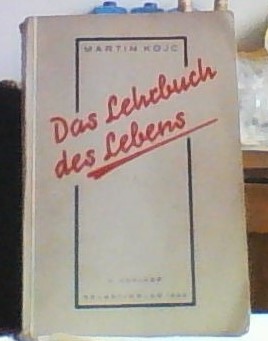 MARTIN KOJC
Das Lehrbuch
des Lebens